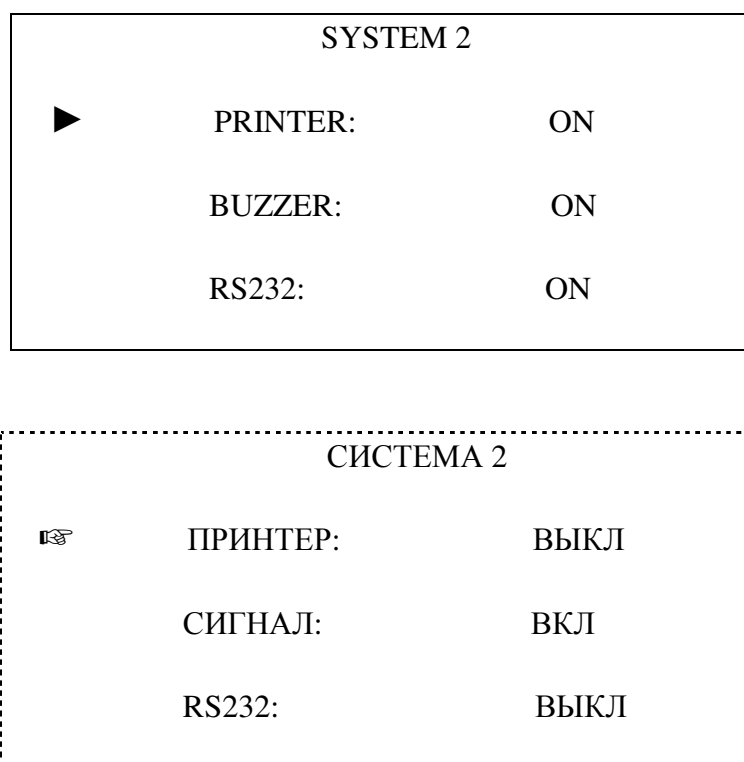 SYSTEM 2
► PRINTER: ON
BUZZER: ON
RS232: ON
СИСТЕМА 2
☞ ПРИНТЕР: ВЫКЛ
СИГНАЛ: ВКЛ
RS232: ВЫКЛ